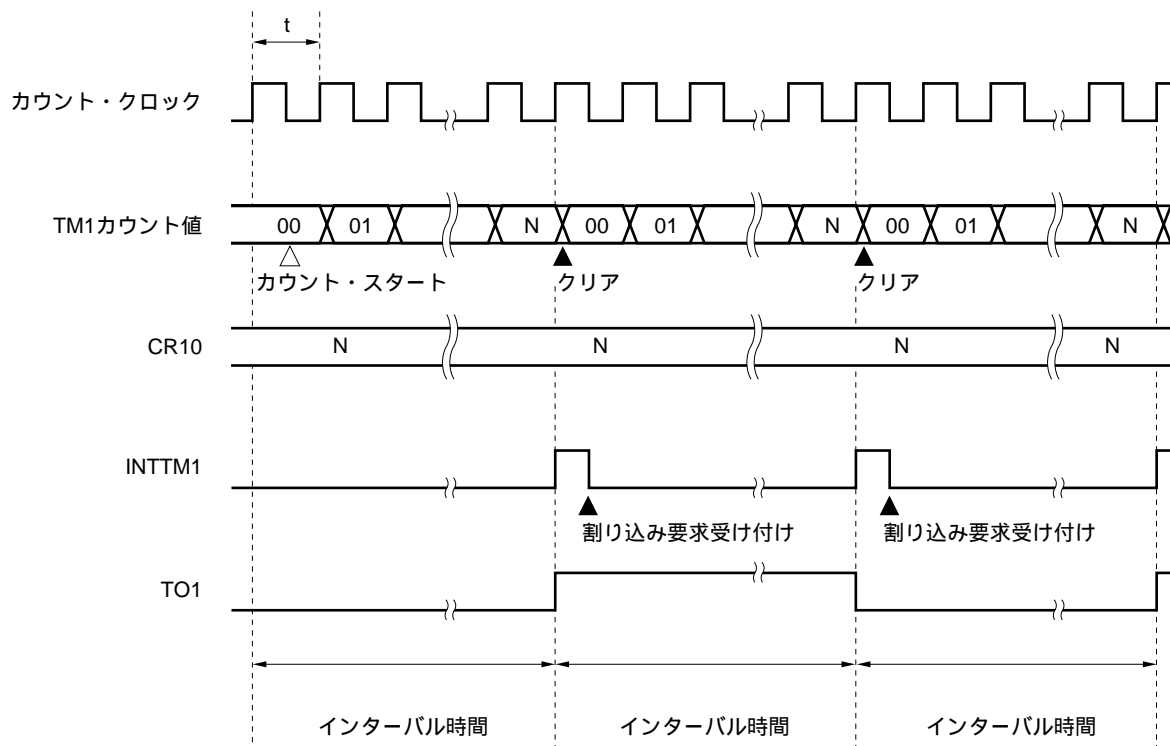 t
カウント・クロック
TM1カウント値 00 01 N 00 01 N 00 01 N
カウント・スタート クリア クリア
CR10 N N N N
INTTM1
割り込み要求受け付け 割り込み要求受け付け
TO1
インターバル時間 インターバル時間 インターバル時間